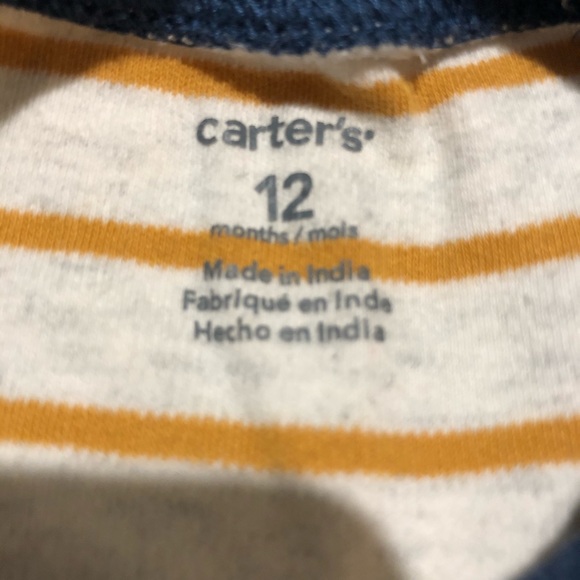 carter's
12
months / mois
Made in India
Fabriqué en Inde
Hecho en India